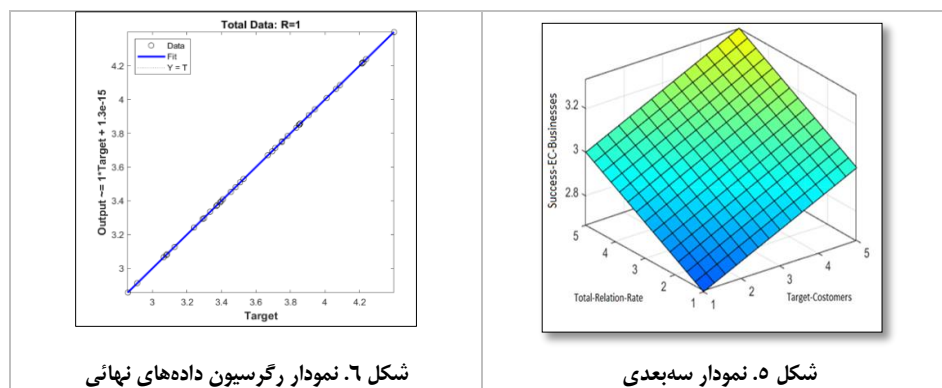 Total Data: R=1
Data
Fit
Y = T
Output ~= 1*Target + 1.3e-15
4.2
4
3.8
3.6
3.4
3.2
3
3 3.2 3.4 3.6 3.8 4 4.2
Target
شکل ٦. نمودار رگرسیون داده‌های نهائی
Success-EC-Businesses
3.2
3
2.8
5
4
3
2
1
1
2
3
4
5
Total-Relation-Rate
Target-Costomers
شکل ٥. نمودار سه‌بعدی